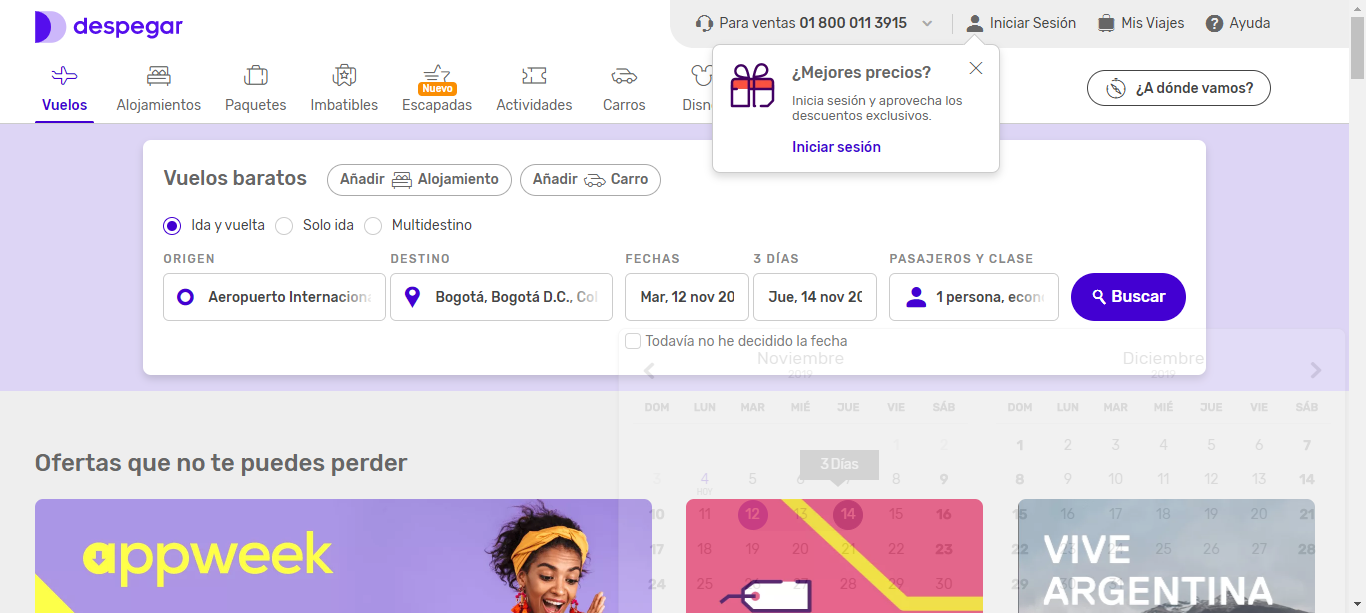 despegar
Para ventas 01 800 011 3915
Iniciar Sesión
Mis Viajes
Ayuda
Vuelos
Alojamientos
Paquetes
Imbatibles
Nuevo
Escapadas
Actividades
Carros
¿A dónde vamos?
¿Mejores precios?
Inicia sesión y aprovecha los
descuentos exclusivos.
Iniciar sesión
Vuelos baratos
Añadir Alojamiento
Añadir Carro
Ida y vuelta
Solo ida
Multidestino
ORIGEN
DESTINO
FECHAS
3 DÍAS
PASAJEROS Y CLASE
Aeropuerto Internaciona
Bogotá, Bogotá D.C., Col
Mar, 12 nov 20
Jue, 14 nov 20
1 persona, econ
Buscar
Todavía no he decidido la fecha
Noviembre
2019
Diciembre
2019
DOM LUN MAR MIÉ JUE VIE SÁB
DOM LUN MAR MIÉ JUE VIE SÁB
1 2
1 2 3 4 5 6 7
3 Días
3 4 5 6 7 8 9
HOY
8 9 10 11 12 13 14
10 11 12 13 14 15 16
15 16 17 18 19 20 21
17 18 19 20 21 22 23
22 23 24 25 26 27 28
24 25 26 27 28 29 30
29 30 31
Ofertas que no te puedes perder
appweek
VIVE
ARGENTINA